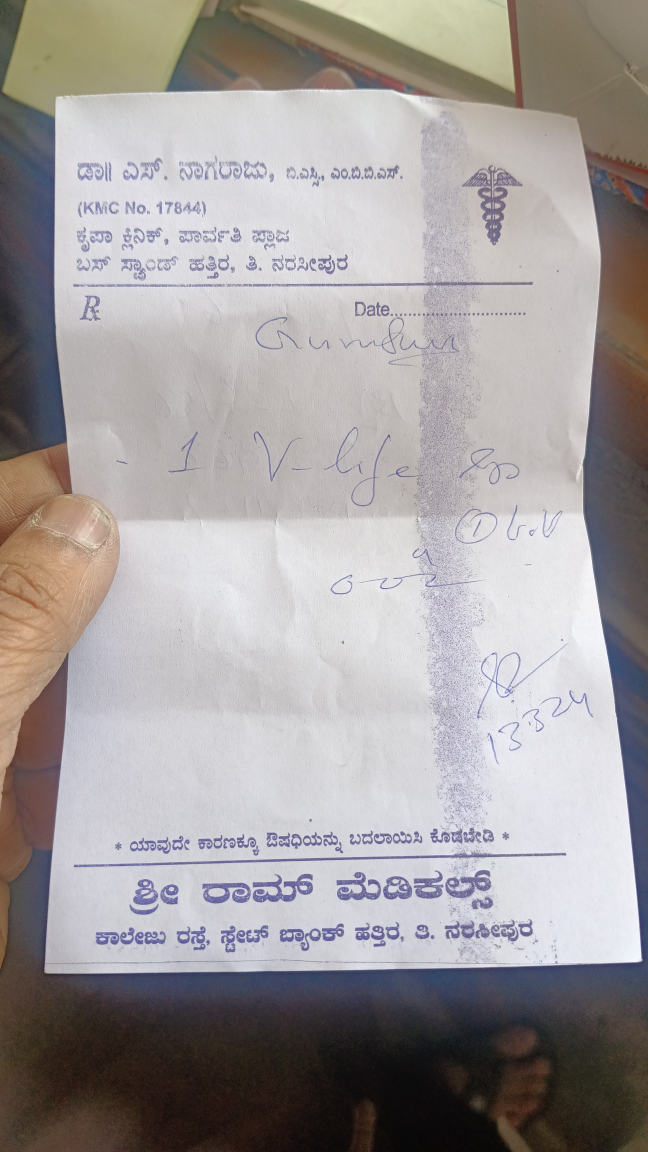 ಡಾ॥ ಎಸ್. ನಾಗರಾಜು, ಬಿ.ಎಸ್ಸಿ., ಎಂ.ಬಿ.ಬಿ.ಎಸ್.
(KMC No. 17844)
ಕೃಪಾ ಕ್ಲಿನಿಕ್, ಪಾರ್ವತಿ ಪ್ಲಾಜ
ಬಸ್ ಸ್ಟ್ಯಾಂಡ್ ಹತ್ತಿರ, ತಿ. ನರಸೀಪುರ
℞
Date..............................
- 1 V-life
①
13.3.24
* ಯಾವುದೇ ಕಾರಣಕ್ಕೂ ಔಷಧಿಯನ್ನು ಬದಲಾಯಿಸಿ ಕೊಡಬೇಡಿ *
ಶ್ರೀ ರಾಮ್ ಮೆಡಿಕಲ್ಸ್
ಕಾಲೇಜು ರಸ್ತೆ, ಸ್ಟೇಟ್ ಬ್ಯಾಂಕ್ ಹತ್ತಿರ, ತಿ. ನರಸೀಪುರ